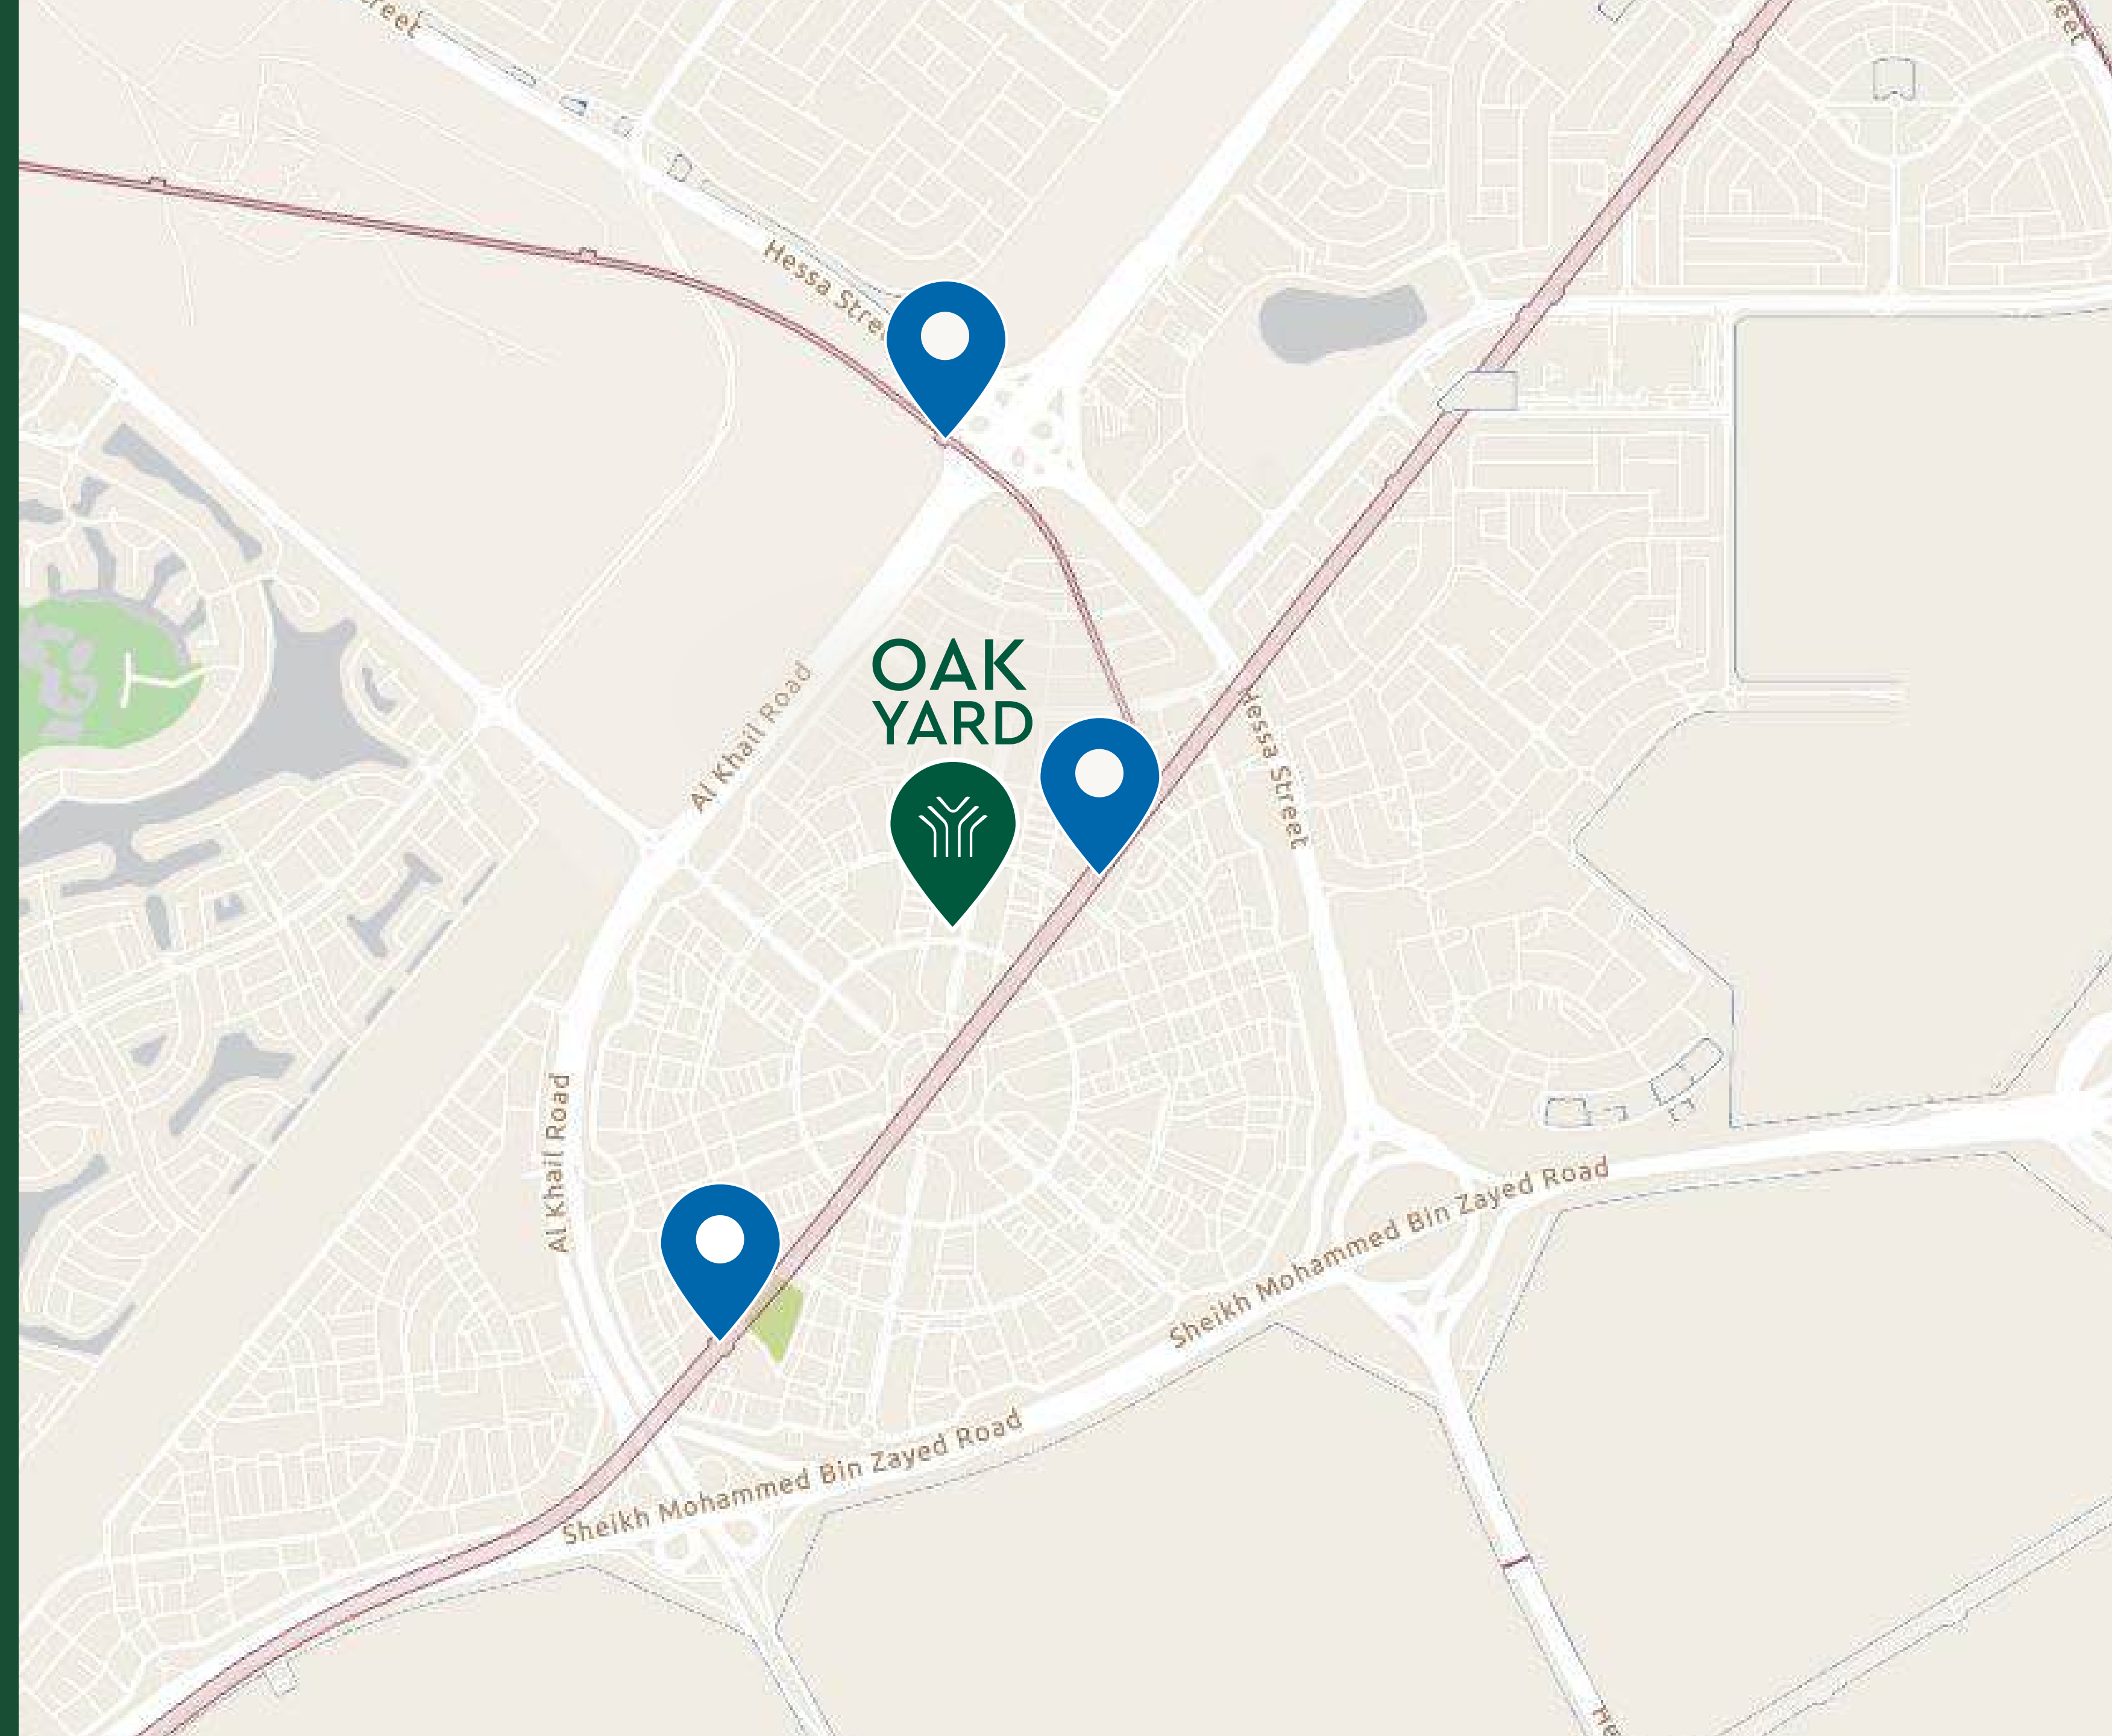 Street
Hessa Street
OAK
YARD
Al Khail Road
Hessa Street
Al Khail Road
Sheikh Mohammed Bin Zayed Road
Sheikh Mohammed Bin Zayed Road